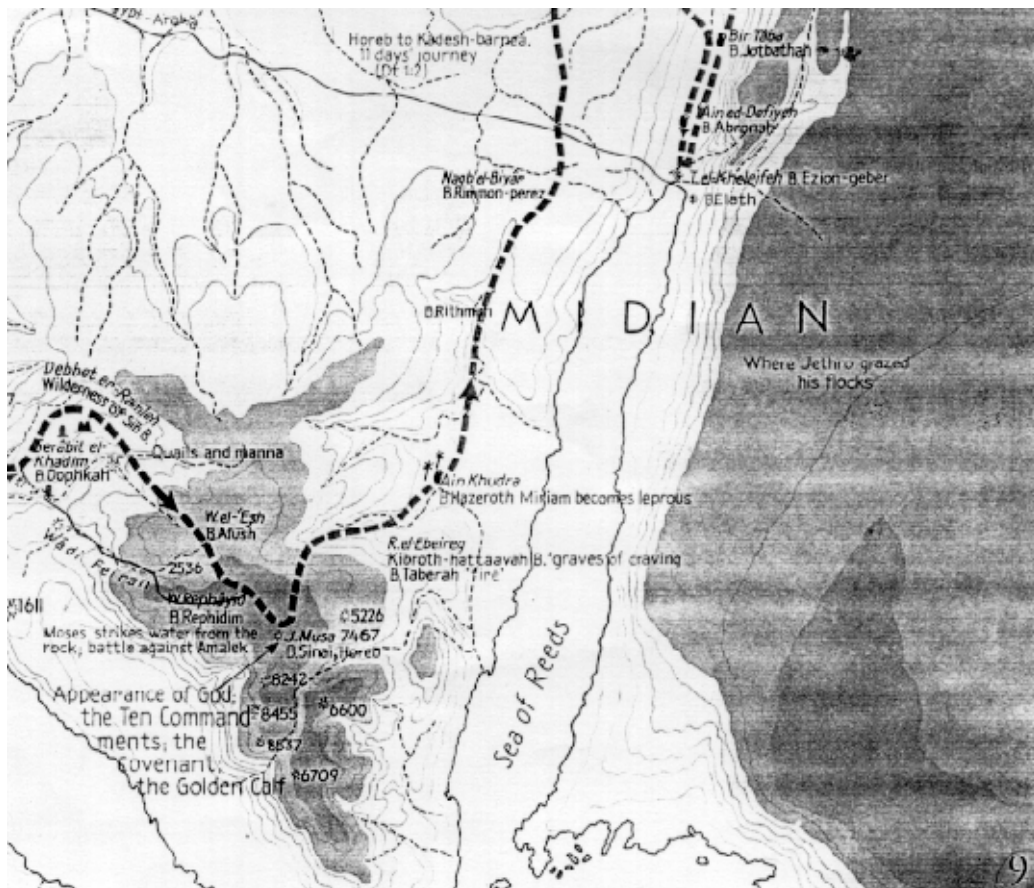 Horeb to Kadesh-barnea.
11 days' journey
(Dt 1:2)
Bir Taba
B. Jotbathah
Ain ed-Defiyeh
B. Abronah
T. el-Kheleifeh B. Ezion-geber
B. Elath
Naqb el-Biyar
B. Rimmon-perez
B. Rithmah
MIDIAN
Where Jethro grazed
his flocks
Debbet er-Ramleh
Wilderness of Sin B.
Serâbit el-
Khadim
B. Dophkah
Quails and manna
Ain Khudra
B. Hazeroth Miriam becomes leprous
W. el-'Esh
B. Alush
R. el-Ebeireq
Kibroth-hattaavah B. 'graves of craving
B. Taberah 'fire'
Wâdi Feiran
2536
1611
B. Rephidim
Moses strikes water from the
rock; battle against Amalek
5226
J. Musa 7467
B. Sinai, Horeb
8242
Appearance of God;
the Ten Command
ments; the
Covenant;
the Golden Calf
8455
6600
8537
6709
Sea of Reeds